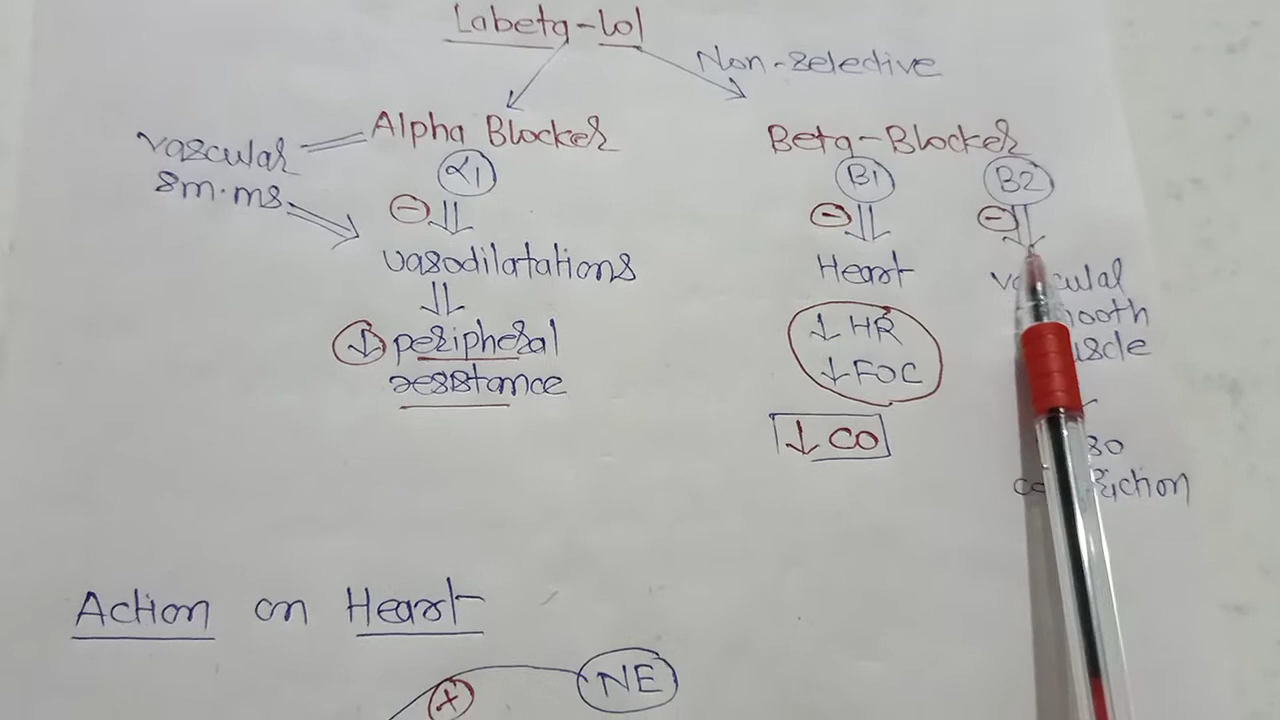 Labeta-lol
Non-selective
Alpha Blocker
Beta-Blocker
vascular
sm.ms
α1
B1
B2
-
-
-
vasodilatations
Heart
↓ HR
↓ FOC
↓ peripheral
resistance
↓ CO
Action on Heart
NE
+